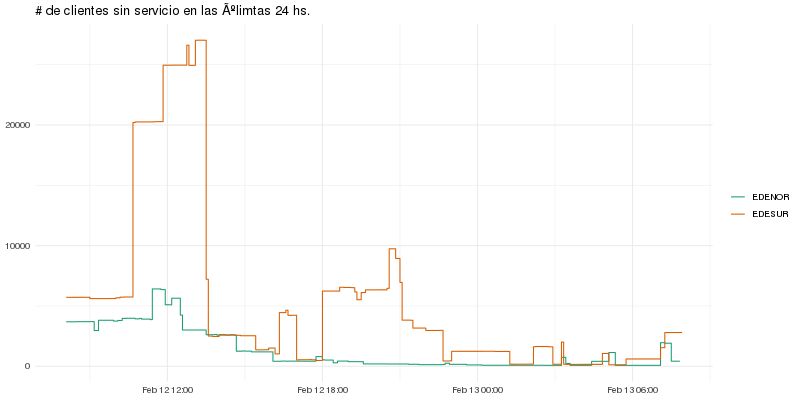 # de clientes sin servicio en las Ãºlimtas 24 hs.
20000
10000
0
Feb 12 12:00
Feb 12 18:00
Feb 13 00:00
Feb 13 06:00
EDENOR
EDESUR